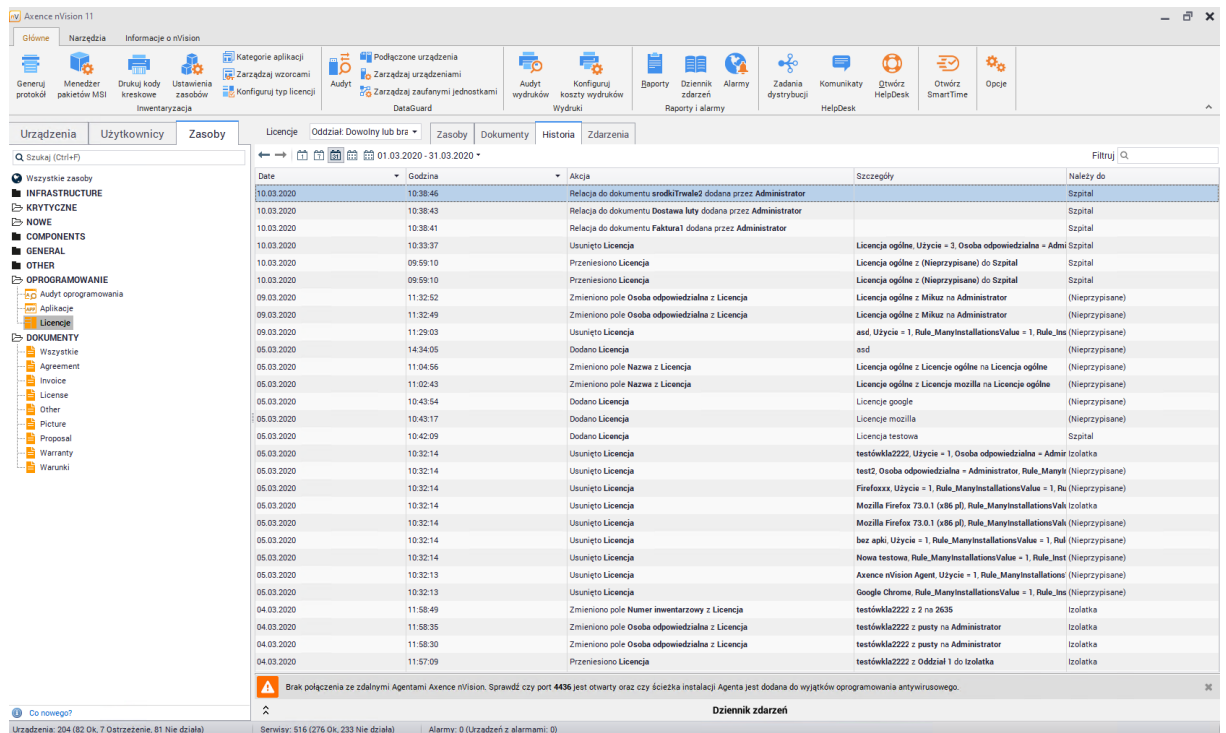 nV Axence nVision 11
Główne Narzędzia Informacje o nVision
Generuj protokół
Menedżer pakietów MSI
Drukuj kody kreskowe
Ustawienia zasobów
Kategorie aplikacji
Zarządzaj wzorcami
Konfiguruj typ licencji
Inwentaryzacja
Audyt
Podłączone urządzenia
Zarządzaj urządzeniami
Zarządzaj zaufanymi jednostkami
DataGuard
Audyt wydruków
Konfiguruj koszty wydruków
Wydruki
Raporty
Dziennik zdarzeń
Alarmy
Raporty i alarmy
Zadania dystrybucji
Komunikaty
Otwórz HelpDesk
HelpDesk
Otwórz SmartTime
Opcje
Urządzenia Użytkownicy Zasoby
Szukaj (Ctrl+F)
Wszystkie zasoby
INFRASTRUCTURE
KRYTYCZNE
NOWE
COMPONENTS
GENERAL
OTHER
OPROGRAMOWANIE
Audyt oprogramowania
Aplikacje
Licencje
DOKUMENTY
Wszystkie
Agreement
Invoice
License
Other
Picture
Proposal
Warranty
Warunki
Co nowego?
Licencje Oddział: Dowolny lub bra Zasoby Dokumenty Historia Zdarzenia
01.03.2020 - 31.03.2020 Filtruj
Date Godzina Akcja Szczegóły Należy do
10.03.2020 10:38:46 Relacja do dokumentu srodkiTrwale2 dodana przez Administrator Szpital
10.03.2020 10:38:43 Relacja do dokumentu Dostawa luty dodana przez Administrator Szpital
10.03.2020 10:38:41 Relacja do dokumentu Faktura1 dodana przez Administrator Szpital
10.03.2020 10:33:37 Usunięto Licencja Licencja ogólne, Użycie = 3, Osoba odpowiedzialna = Admi Szpital
10.03.2020 09:59:10 Przeniesiono Licencja Licencja ogólne z (Nieprzypisane) do Szpital Szpital
10.03.2020 09:59:10 Przeniesiono Licencja Licencja ogólne z (Nieprzypisane) do Szpital Szpital
09.03.2020 11:32:52 Zmieniono pole Osoba odpowiedzialna z Licencja Licencja ogólne z Mikuz na Administrator (Nieprzypisane)
09.03.2020 11:32:49 Zmieniono pole Osoba odpowiedzialna z Licencja Licencja ogólne z Mikuz na Administrator (Nieprzypisane)
09.03.2020 11:29:03 Usunięto Licencja asd, Użycie = 1, Rule_ManyInstallationsValue = 1, Rule_Ins (Nieprzypisane)
05.03.2020 14:34:05 Dodano Licencja asd (Nieprzypisane)
05.03.2020 11:04:56 Zmieniono pole Nazwa z Licencja Licencja ogólne z Licencje ogólne na Licencja ogólne (Nieprzypisane)
05.03.2020 11:02:43 Zmieniono pole Nazwa z Licencja Licencje ogólne z Licencje mozilla na Licencje ogólne (Nieprzypisane)
05.03.2020 10:43:54 Dodano Licencja Licencje google (Nieprzypisane)
05.03.2020 10:43:17 Dodano Licencja Licencje mozilla (Nieprzypisane)
05.03.2020 10:42:09 Dodano Licencja Licencja testowa Szpital
05.03.2020 10:32:14 Usunięto Licencja testówkla2222, Użycie = 1, Osoba odpowiedzialna = Admir Izolatka
05.03.2020 10:32:14 Usunięto Licencja test2, Osoba odpowiedzialna = Administrator, Rule_ManyIr (Nieprzypisane)
05.03.2020 10:32:14 Usunięto Licencja Firefoxxx, Użycie = 1, Rule_ManyInstallationsValue = 1, Ru (Nieprzypisane)
05.03.2020 10:32:14 Usunięto Licencja Mozilla Firefox 73.0.1 (x86 pl), Rule_ManyInstallationsValu Izolatka
05.03.2020 10:32:14 Usunięto Licencja Mozilla Firefox 73.0.1 (x86 pl), Rule_ManyInstallationsValu (Nieprzypisane)
05.03.2020 10:32:14 Usunięto Licencja bez apki, Użycie = 1, Rule_ManyInstallationsValue = 1, Rul (Nieprzypisane)
05.03.2020 10:32:14 Usunięto Licencja Nowa testowa, Rule_ManyInstallationsValue = 1, Rule_Inst (Nieprzypisane)
05.03.2020 10:32:13 Usunięto Licencja Axence nVision Agent, Użycie = 1, Rule_ManyInstallations (Nieprzypisane)
05.03.2020 10:32:13 Usunięto Licencja Google Chrome, Rule_ManyInstallationsValue = 1, Rule_Ins (Nieprzypisane)
04.03.2020 11:58:49 Zmieniono pole Numer inwentarzowy z Licencja testówkla2222 z 2 na 2635 Izolatka
04.03.2020 11:58:35 Zmieniono pole Osoba odpowiedzialna z Licencja testówkla2222 z pusty na Administrator Izolatka
04.03.2020 11:58:30 Zmieniono pole Osoba odpowiedzialna z Licencja testówkla2222 z pusty na Administrator Izolatka
04.03.2020 11:57:09 Przeniesiono Licencja testówkla2222 z Oddział 1 do Izolatka Izolatka
Brak połączenia ze zdalnymi Agentami Axence nVision. Sprawdź czy port 4436 jest otwarty oraz czy ścieżka instalacji Agenta jest dodana do wyjątków oprogramowania antywirusowego.
Dziennik zdarzeń
Urządzenia: 204 (82 Ok, 7 Ostrzeżenie, 81 Nie działa) Serwisy: 516 (276 Ok, 233 Nie działa) Alarmy: 0 (Urządzeń z alarmami: 0)